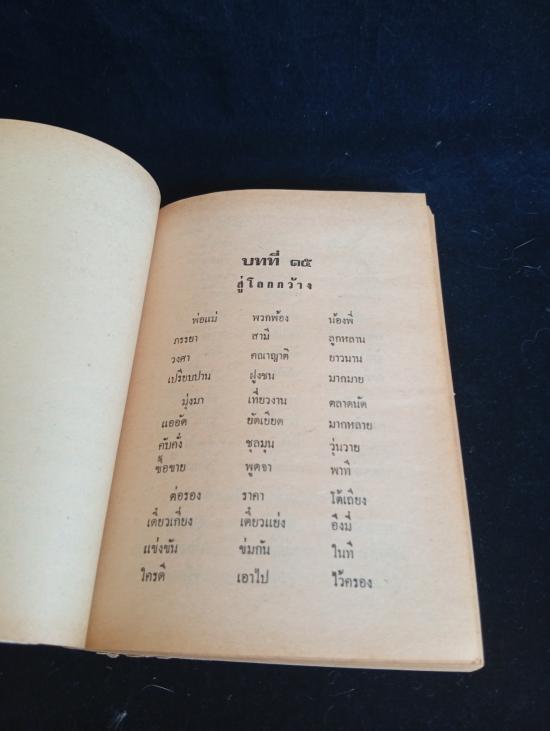 บทที่ ๑๕
สู่โลกกว้าง
พ่อแม่ พวกพ้อง น้องพี่
ภรรยา สามี ลูกหลาน
วงศา คณาญาติ ยาวนาน
เปรียบปาน ฝูงชน มากมาย
มุ่งมา เที่ยวงาน ตลาดนัด
แออัด ยัดเยียด มากหลาย
คับคั่ง ชุลมุน วุ่นวาย
ซื้อขาย พูดจา พาที
ต่อรอง ราคา โต้เถียง
เดี๋ยวเกี่ยง เดี๋ยวแย่ง อึงมี่
แข่งขัน ข่มกัน ในที
ใครดี เอาไป ไว้ครอง